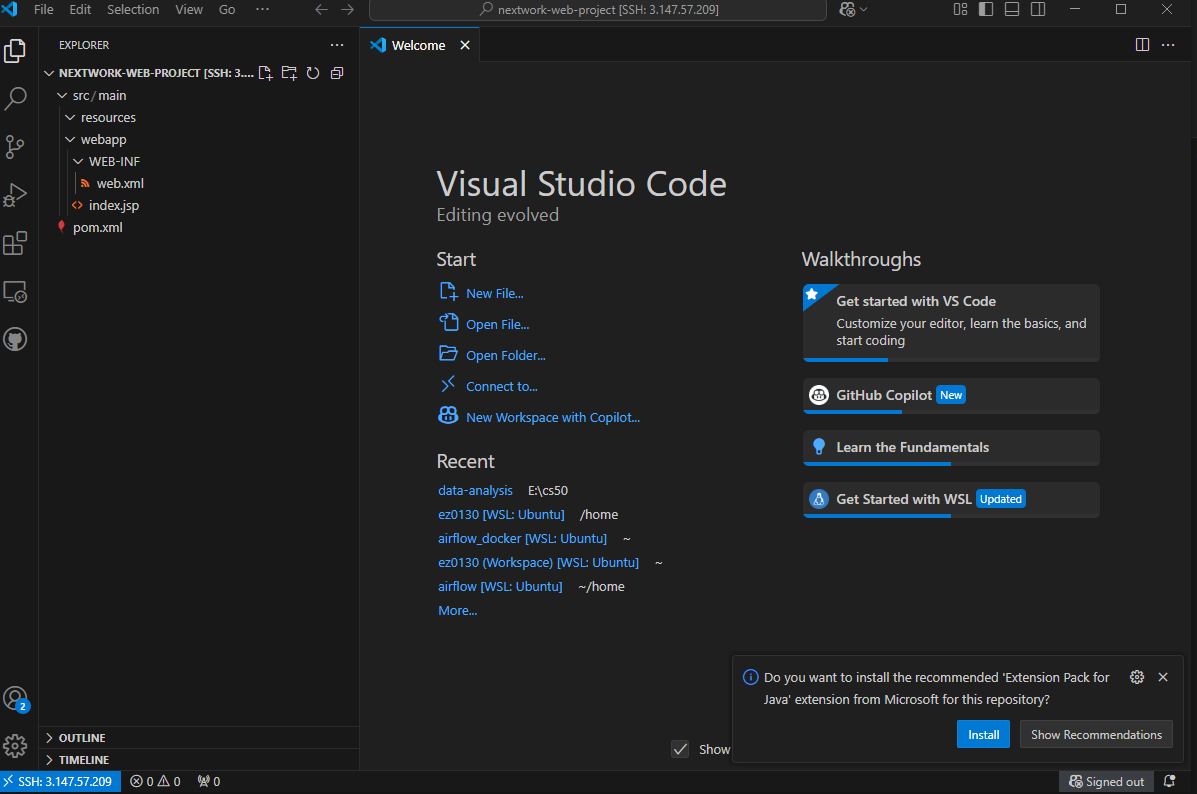 File Edit Selection View Go ··· nextwork-web-project [SSH: 3.147.57.209]
EXPLORER
NEXTWORK-WEB-PROJECT [SSH: 3....
src / main
resources
webapp
WEB-INF
web.xml
index.jsp
pom.xml
OUTLINE
TIMELINE
Welcome
Visual Studio Code
Editing evolved
Start
New File...
Open File...
Open Folder...
Connect to...
New Workspace with Copilot...
Recent
data-analysis E:\cs50
ez0130 [WSL: Ubuntu] /home
airflow_docker [WSL: Ubuntu] ~
ez0130 (Workspace) [WSL: Ubuntu] ~
airflow [WSL: Ubuntu] ~/home
More...
Walkthroughs
Get started with VS Code
Customize your editor, learn the basics, and
start coding
GitHub Copilot New
Learn the Fundamentals
Get Started with WSL Updated
Show
Do you want to install the recommended 'Extension Pack for
Java' extension from Microsoft for this repository?
Install Show Recommendations
2
SSH: 3.147.57.209 0 0 0 Signed out